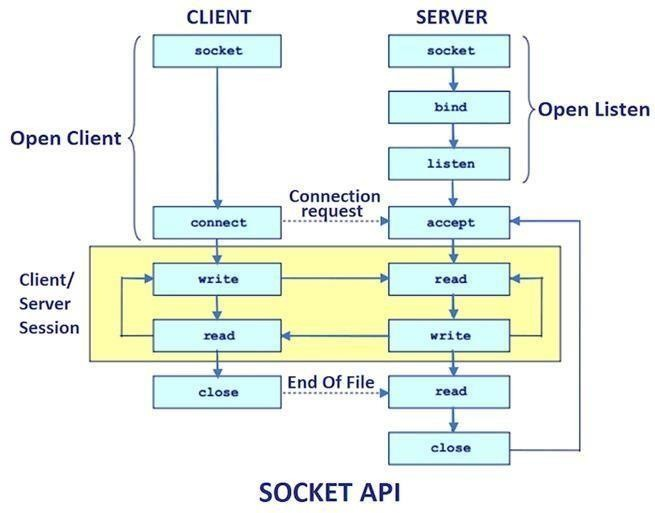 CLIENT
SERVER
socket
socket
bind
Open Client
Open Listen
listen
Connection
request
connect
accept
Client/
Server
Session
write
read
read
write
close
End Of File
read
close
SOCKET API